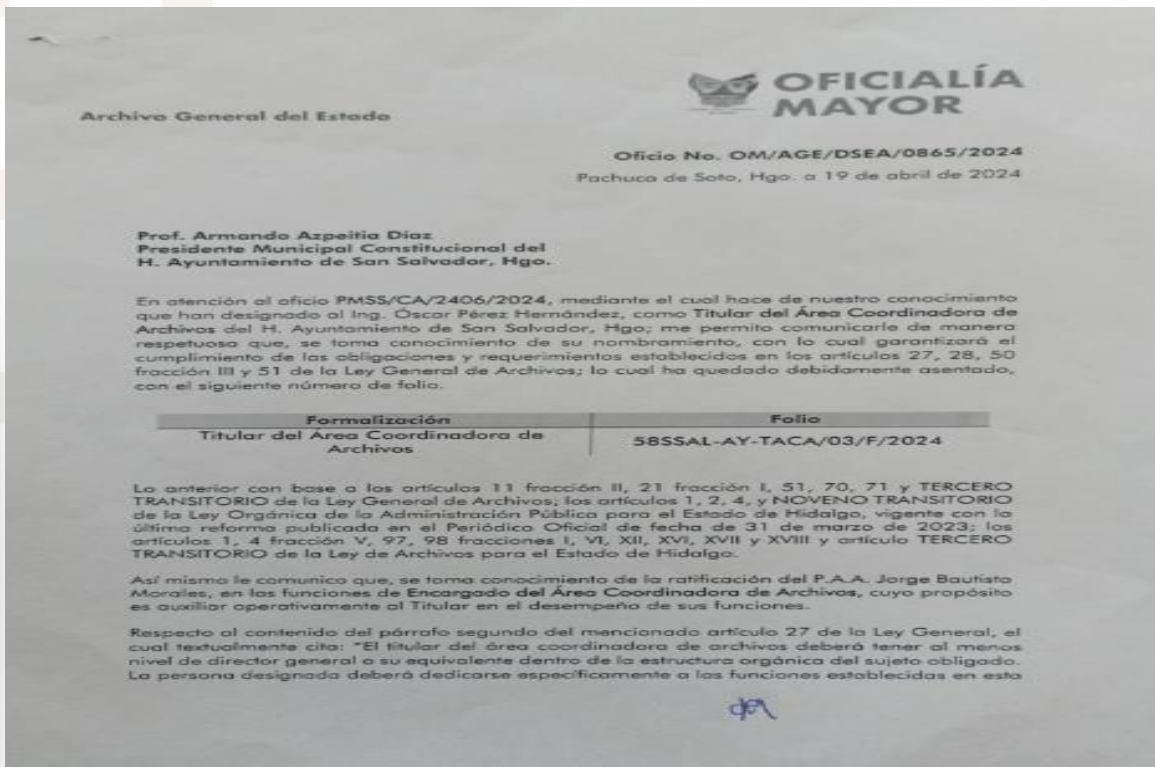 OFICIALÍA
MAYOR
Archivo General del Estado
Oficio No. OM/AGE/DSEA/0865/2024
Pachuca de Soto, Hgo. a 19 de abril de 2024
Prof. Armando Azpeitia Díaz
Presidente Municipal Constitucional del
H. Ayuntamiento de San Salvador, Hgo.
En atención al oficio PMSS/CA/2406/2024, mediante el cual hace de nuestro conocimiento
que han designado al Ing. Óscar Pérez Hernández, como Titular del Área Coordinadora de
Archivos del H. Ayuntamiento de San Salvador, Hgo; me permito comunicarle de manera
respetuosa que, se toma conocimiento de su nombramiento, con lo cual garantizará el
cumplimiento de las obligaciones y requerimientos establecidos en los artículos 27, 28, 50
fracción III y 51 de la Ley General de Archivos; lo cual ha quedado debidamente asentado,
con el siguiente número de folio.
Formalización Folio
Titular del Área Coordinadora de
Archivos 58SSAL-AY-TACA/03/F/2024
Lo anterior con base a los artículos 11 fracción II, 21 fracción I, 51, 70, 71 y TERCERO
TRANSITORIO de la Ley General de Archivos; los artículos 1, 2, 4, y NOVENO TRANSITORIO
de la Ley Orgánica de la Administración Pública para el Estado de Hidalgo, vigente con la
última reforma publicada en el Periódico Oficial de fecha de 31 de marzo de 2023; los
artículos 1, 4 fracción V, 97, 98 fracciones I, VI, XII, XVI, XVII y XVIII y artículo TERCERO
TRANSITORIO de la Ley de Archivos para el Estado de Hidalgo.
Así mismo le comunico que, se toma conocimiento de la ratificación del P.A.A. Jorge Bautista
Morales, en las funciones de Encargado del Área Coordinadora de Archivos, cuyo propósito
es auxiliar operativamente al Titular en el desempeño de sus funciones.
Respecto al contenido del párrafo segundo del mencionado artículo 27 de la Ley General, el
cual textualmente cita: "El titular del área coordinadora de archivos deberá tener al menos
nivel de director general o su equivalente dentro de la estructura orgánica del sujeto obligado.
La persona designada deberá dedicarse específicamente a las funciones establecidas en esta